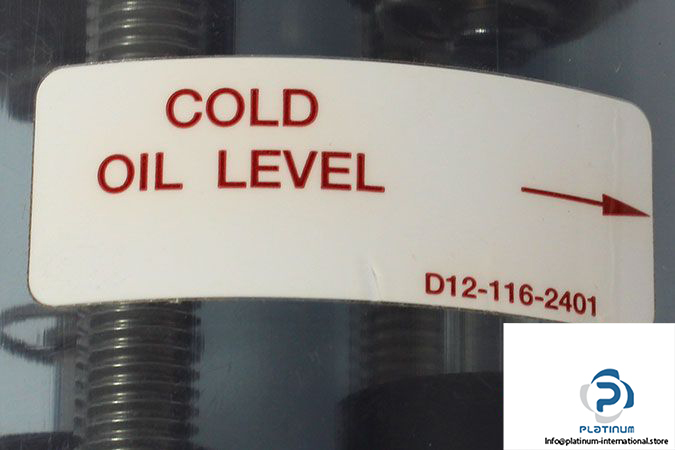 COLD
OIL LEVEL
D12-116-2401
PLATINUM
Info@platinum-international.store